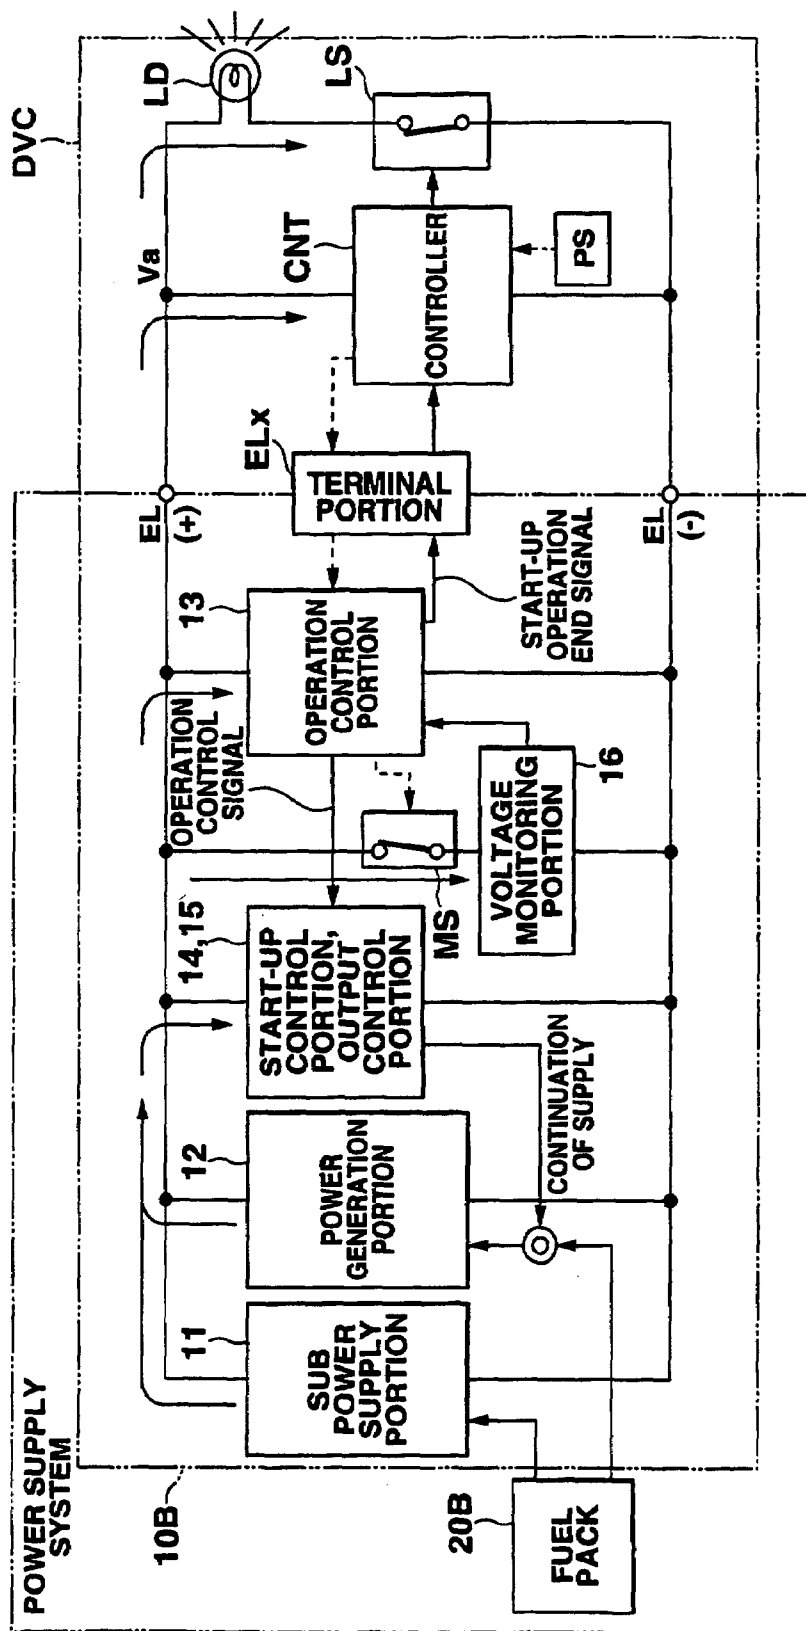 POWER SUPPLY
SYSTEM
10B
20B
FUEL
PACK
11
SUB
POWER
SUPPLY
PORTION
12
POWER
GENERATION
PORTION
CONTINUATION
OF SUPPLY
14,15
START-UP
CONTROL
PORTION,
OUTPUT
CONTROL
PORTION
OPERATION
CONTROL
SIGNAL
MS
VOLTAGE
MONITORING
PORTION
16
13
OPERATION
CONTROL
PORTION
START-UP
OPERATION
END SIGNAL
EL
(+)
EL
(-)
ELx
TERMINAL
PORTION
Va
CNT
CONTROLLER
PS
LD
LS
DVC